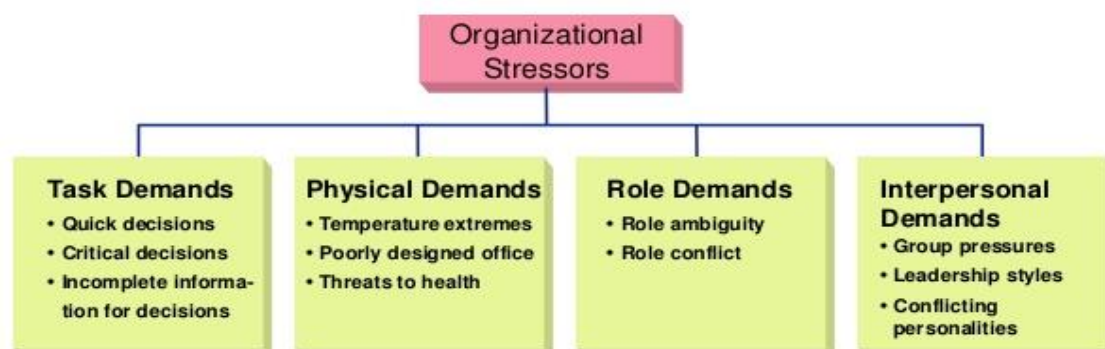 Organizational
Stressors
Task Demands
• Quick decisions
• Critical decisions
• Incomplete informa-
tion for decisions
Physical Demands
• Temperature extremes
• Poorly designed office
• Threats to health
Role Demands
• Role ambiguity
• Role conflict
Interpersonal
Demands
• Group pressures
• Leadership styles
• Conflicting
personalities